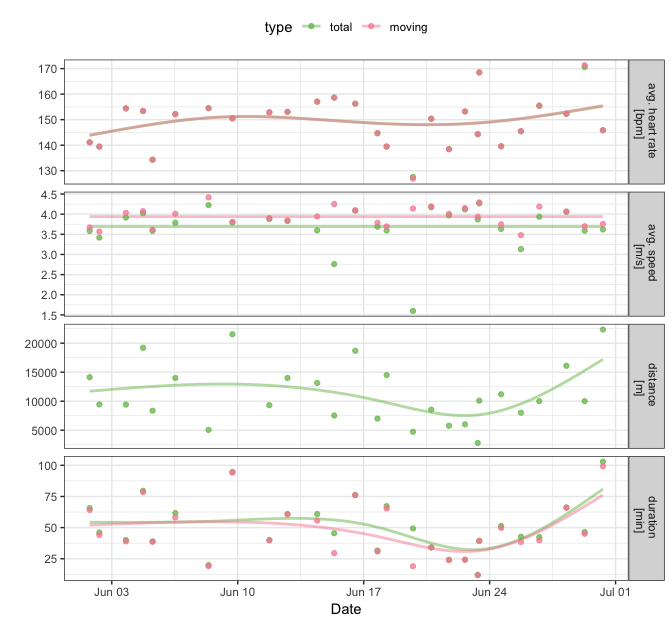 type total moving
170
160
150
140
130
avg. heart rate
[bpm]
4.5
4.0
3.5
3.0
2.5
2.0
1.5
avg. speed
[m/s]
20000
15000
10000
5000
distance
[m]
100
75
50
25
duration
[min]
Jun 03 Jun 10 Jun 17 Jun 24 Jul 01
Date